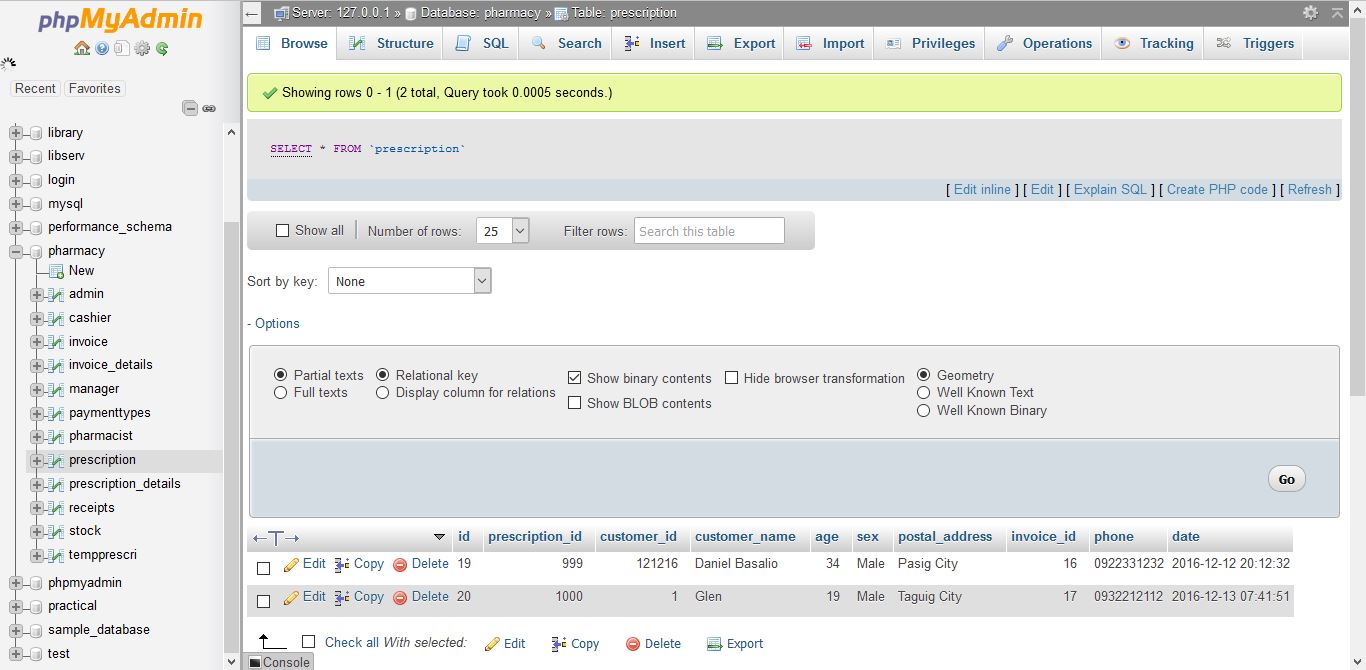 phpMyAdmin
Recent Favorites
library
libserv
login
mysql
performance_schema
pharmacy
New
admin
cashier
invoice
invoice_details
manager
paymenttypes
pharmacist
prescription
prescription_details
receipts
stock
tempprescri
phpmyadmin
practical
sample_database
test
Server: 127.0.0.1 » Database: pharmacy » Table: prescription
Browse Structure SQL Search Insert Export Import Privileges Operations Tracking Triggers
Showing rows 0 - 1 (2 total, Query took 0.0005 seconds.)
SELECT * FROM `prescription`
[ Edit inline ] [ Edit ] [ Explain SQL ] [ Create PHP code ] [ Refresh ]
Show all Number of rows: 25 Filter rows: Search this table
Sort by key: None
- Options
Partial texts Relational key Show binary contents Hide browser transformation Geometry
Full texts Display column for relations Show BLOB contents Well Known Text
Well Known Binary
Go
←T→ id prescription_id customer_id customer_name age sex postal_address invoice_id phone date
Edit Copy Delete 19 999 121216 Daniel Basalio 34 Male Pasig City 16 0922331232 2016-12-12 20:12:32
Edit Copy Delete 20 1000 1 Glen 19 Male Taguig City 17 0932212112 2016-12-13 07:41:51
Check all With selected: Edit Copy Delete Export
Console